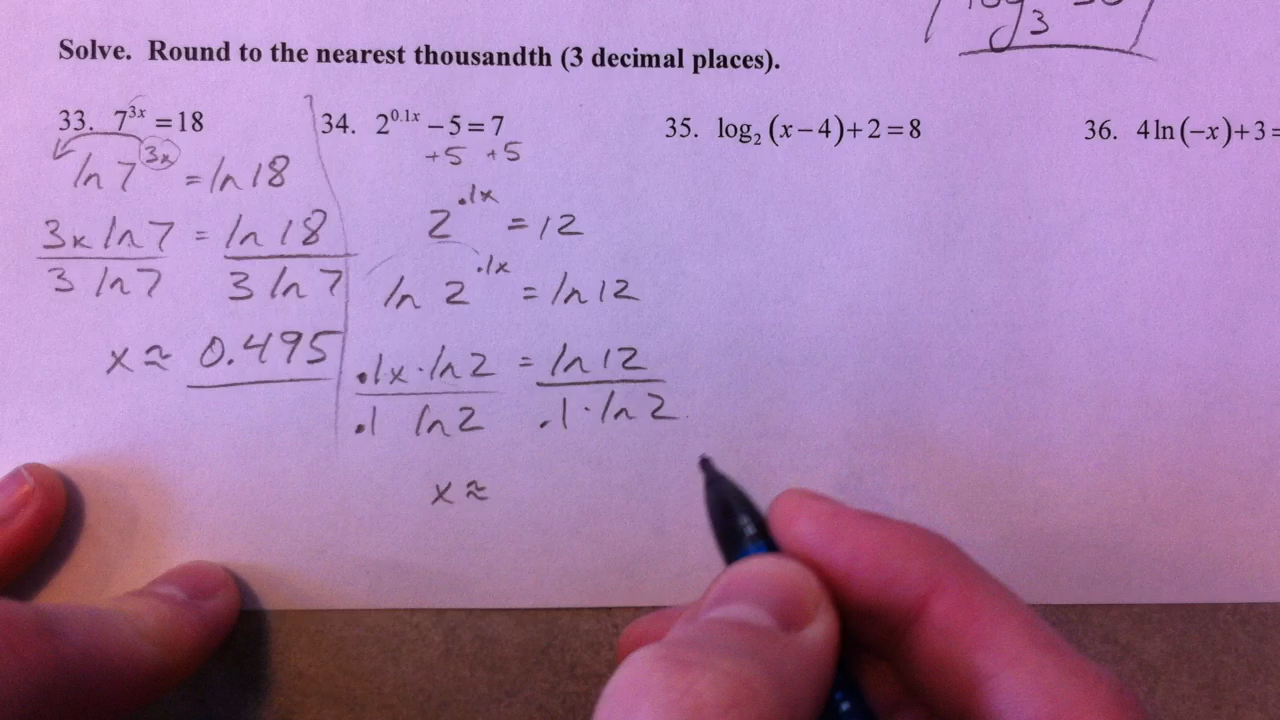 log₃ 30
Solve. Round to the nearest thousandth (3 decimal places).
33. 7^{3x} = 18
ln 7^{3x} = ln 18
3x ln 7 = ln 18
3 ln 7 3 ln 7
x ≈ 0.495
34. 2^{0.1x} − 5 = 7
+5 +5
2^{.1x} = 12
ln 2^{.1x} = ln 12
.1x · ln 2 = ln 12
.1 ln 2 .1 · ln 2
x ≈
35. log₂ (x − 4) + 2 = 8
36. 4 ln (−x) + 3 =